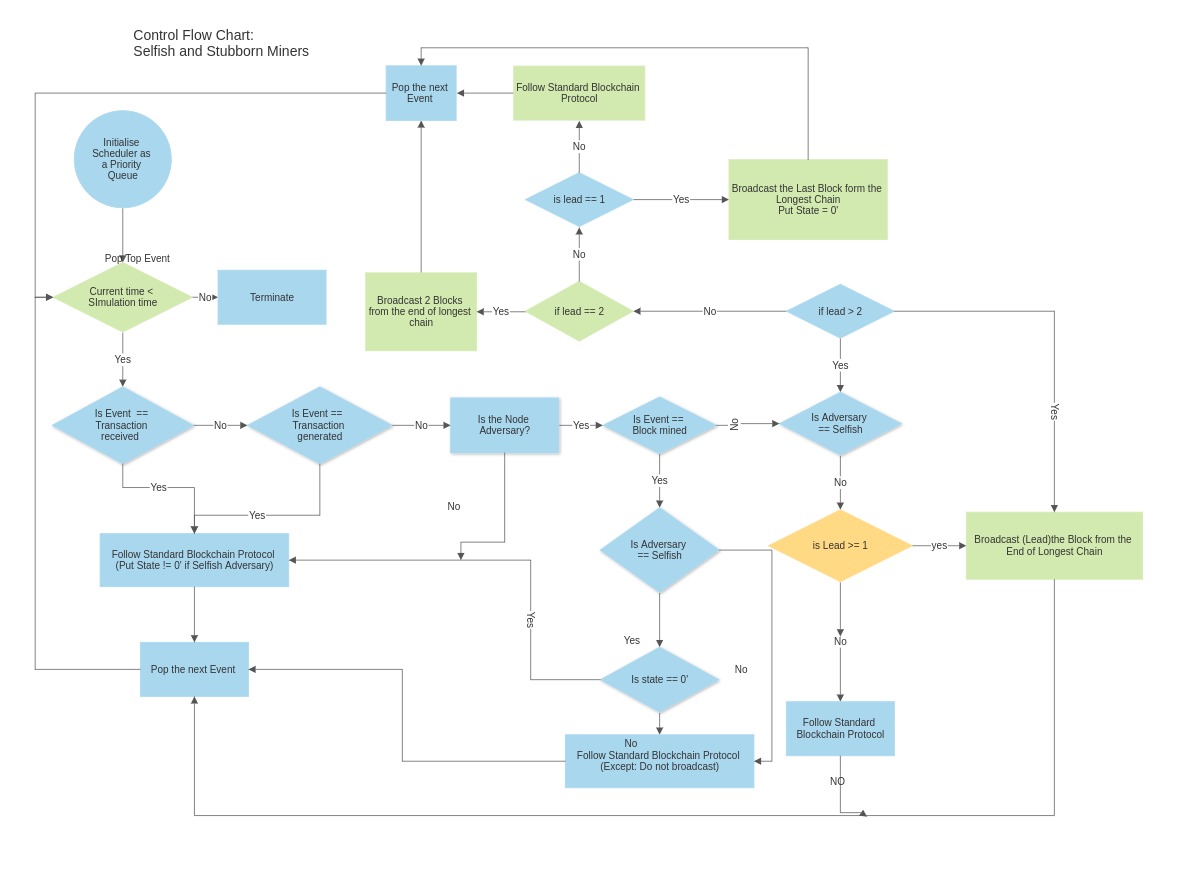 Control Flow Chart:
Selfish and Stubborn Miners
Pop the next
Event
Follow Standard Blockchain
Protocol
Initialise
Scheduler as
a Priority
Queue
No
is lead == 1
Yes
Broadcast the Last Block form the
Longest Chain
Put State = 0'
No
Pop Top Event
Current time <
SImulation time
No
Terminate
Broadcast 2 Blocks
from the end of longest
chain
Yes
if lead == 2
No
if lead > 2
Yes
Yes
Yes
Is Event  ==
Transaction
received
No
Is Event ==
Transaction
generated
No
Is the Node
Adversary?
Yes
Is Event ==
Block mined
No
Is Adversary
== Selfish
Yes
Yes
No
Yes
No
Follow Standard Blockchain Protocol
(Put State != 0' if Selfish Adversary)
Is Adversary
== Selfish
is Lead >= 1
yes
Broadcast (Lead)the Block from the
End of Longest Chain
Yes
Yes
No
No
Pop the next Event
Is state == 0'
No
Follow Standard Blockchain Protocol
(Except: Do not broadcast)
Follow Standard
Blockchain Protocol
NO